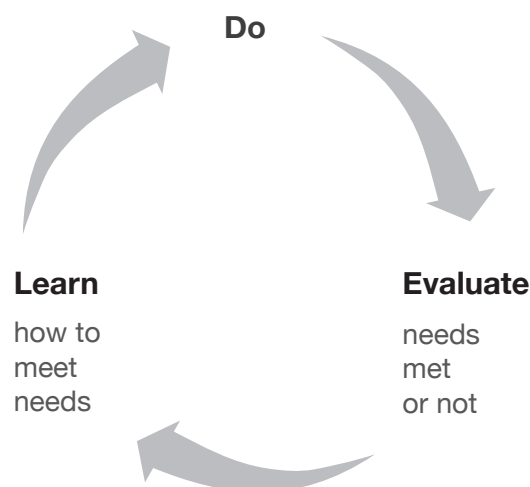 Do
Learn
how to
meet
needs
Evaluate
needs
met
or not